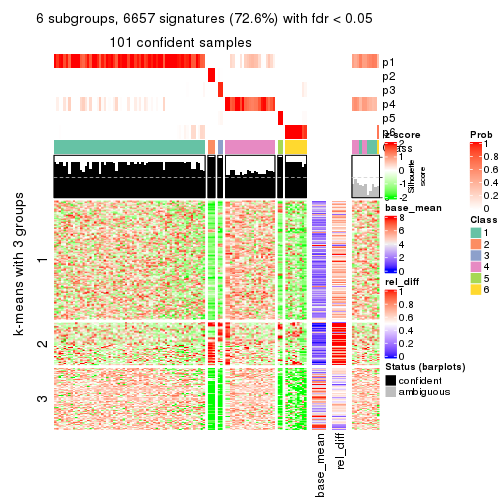 6 subgroups, 6657 signatures (72.6%) with fdr < 0.05
101 confident samples
p1
p2
p3
p4
p5
p6
Class
z-score
2
1
0
-1
-2
Silhouette
score
Prob
1
0.8
0.6
0.4
0.2
0
base_mean
8
6
4
2
0
Class
1
2
3
4
5
6
rel_diff
1
0.8
0.6
0.4
0.2
0
Status (barplots)
confident
ambiguous
k-means with 3 groups
1
2
3
base_mean
rel_diff